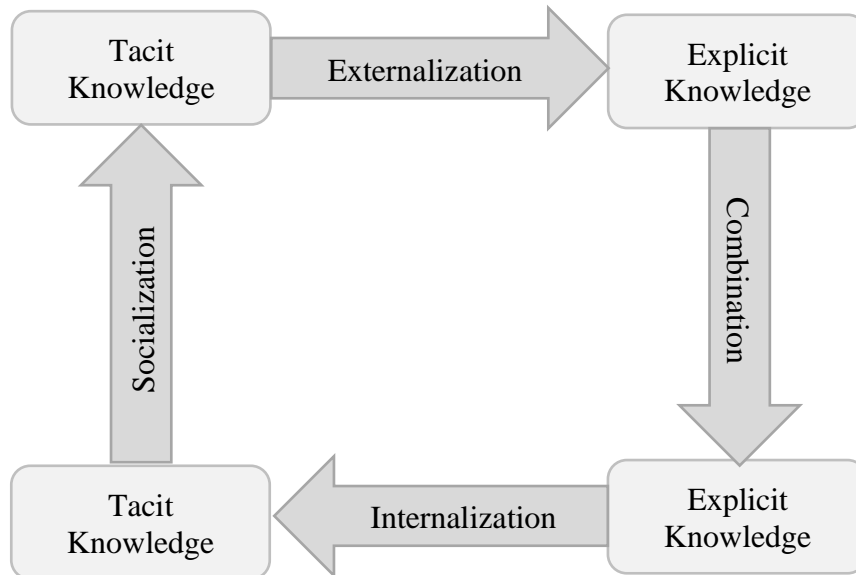 Tacit
Knowledge
Externalization
Explicit
Knowledge
Socialization
Combination
Tacit
Knowledge
Internalization
Explicit
Knowledge